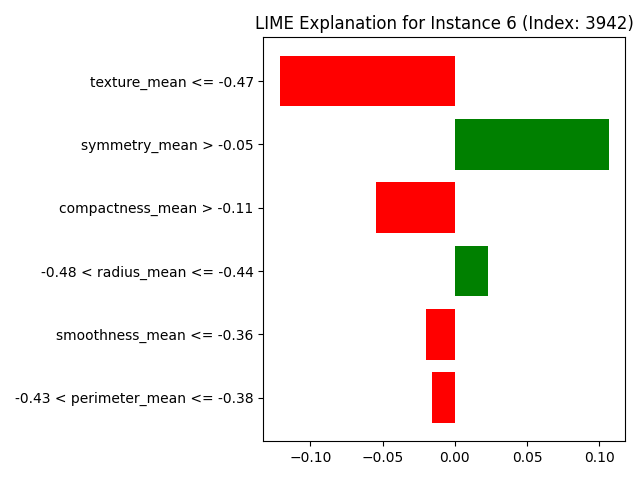 LIME Explanation for Instance 6 (Index: 3942)
texture_mean <= -0.47
symmetry_mean > -0.05
compactness_mean > -0.11
-0.48 < radius_mean <= -0.44
smoothness_mean <= -0.36
-0.43 < perimeter_mean <= -0.38
−0.10 −0.05 0.00 0.05 0.10